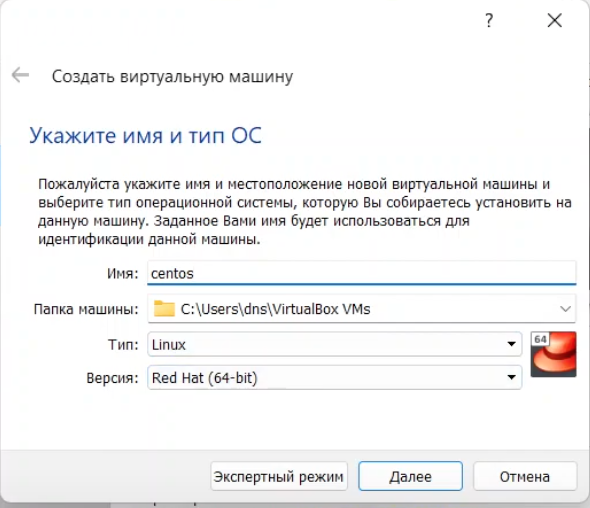 ?
Создать виртуальную машину
Укажите имя и тип ОС
Пожалуйста укажите имя и местоположение новой виртуальной машины и
выберите тип операционной системы, которую Вы собираетесь установить на
данную машину. Заданное Вами имя будет использоваться для
идентификации данной машины.
Имя: centos
Папка машины: C:\Users\dns\VirtualBox VMs
Тип: Linux
64
Версия: Red Hat (64-bit)
Экспертный режим Далее Отмена